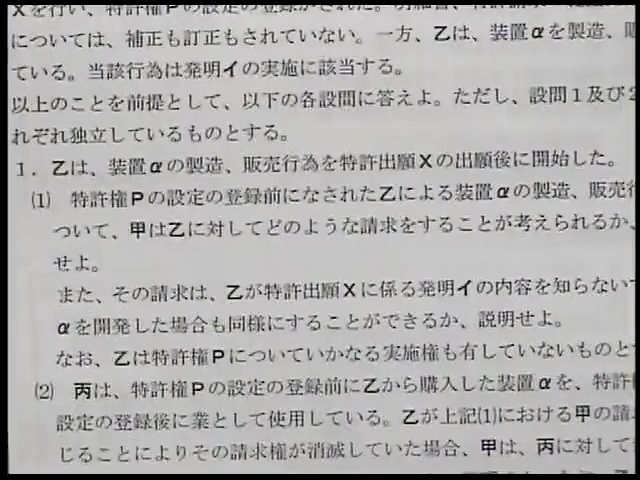 Xを行い、特許権Pの設定の登録がされた。
については、補正も訂正もされていない。一方、乙は、装置αを製造、販
ている。当該行為は発明イの実施に該当する。
以上のことを前提として、以下の各設問に答えよ。ただし、設問1及び2
れぞれ独立しているものとする。
1. 乙は、装置αの製造、販売行為を特許出願Xの出願後に開始した。
(1) 特許権Pの設定の登録前になされた乙による装置αの製造、販売行
ついて、甲は乙に対してどのような請求をすることが考えられるか、
せよ。
また、その請求は、乙が特許出願Xに係る発明イの内容を知らないで
αを開発した場合も同様にすることができるか、説明せよ。
なお、乙は特許権Pについていかなる実施権も有していないものと
(2) 丙は、特許権Pの設定の登録前に乙から購入した装置αを、特許
設定の登録後に業として使用している。乙が上記(1)における甲の請
じることによりその請求権が消滅していた場合、甲は、丙に対して